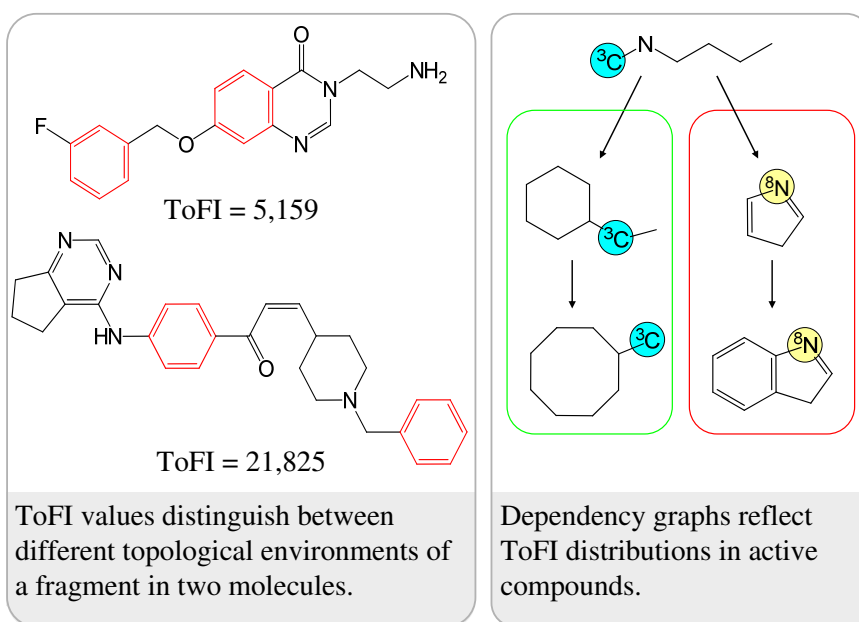 O
NH2
N
F
O
N
ToFI = 5,159
N
N
HN
O
N
ToFI = 21,825
ToFI values distinguish between
different topological environments of
a fragment in two molecules.
3C N
8N
3C
3C
8N
Dependency graphs reflect
ToFI distributions in active
compounds.